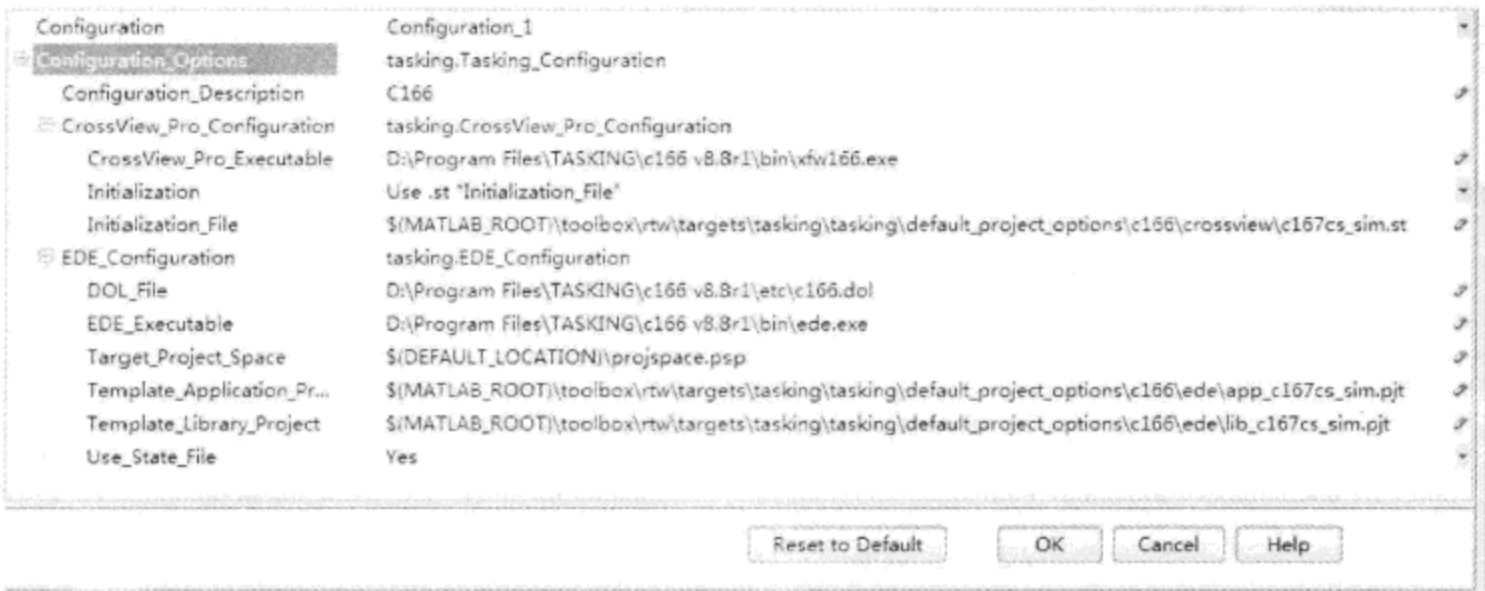 Configuration Configuration_1
Configuration_Options tasking.Tasking_Configuration
Configuration_Description C166
CrossView_Pro_Configuration tasking.CrossView_Pro_Configuration
CrossView_Pro_Executable D:\Program Files\TASKING\c166 v8.8r1\bin\xfw166.exe
Initialization Use .st "Initialization_File"
Initialization_File $(MATLAB_ROOT)\toolbox\rtw\targets\tasking\tasking\default_project_options\c166\crossview\c167cs_sim.st
EDE_Configuration tasking.EDE_Configuration
DOL_File D:\Program Files\TASKING\c166 v8.8r1\etc\c166.dol
EDE_Executable D:\Program Files\TASKING\c166 v8.8r1\bin\ede.exe
Target_Project_Space $(DEFAULT_LOCATION)\projspace.psp
Template_Application_Pr... $(MATLAB_ROOT)\toolbox\rtw\targets\tasking\tasking\default_project_options\c166\ede\app_c167cs_sim.pjt
Template_Library_Project $(MATLAB_ROOT)\toolbox\rtw\targets\tasking\tasking\default_project_options\c166\ede\lib_c167cs_sim.pjt
Use_State_File Yes
Reset to Default OK Cancel Help